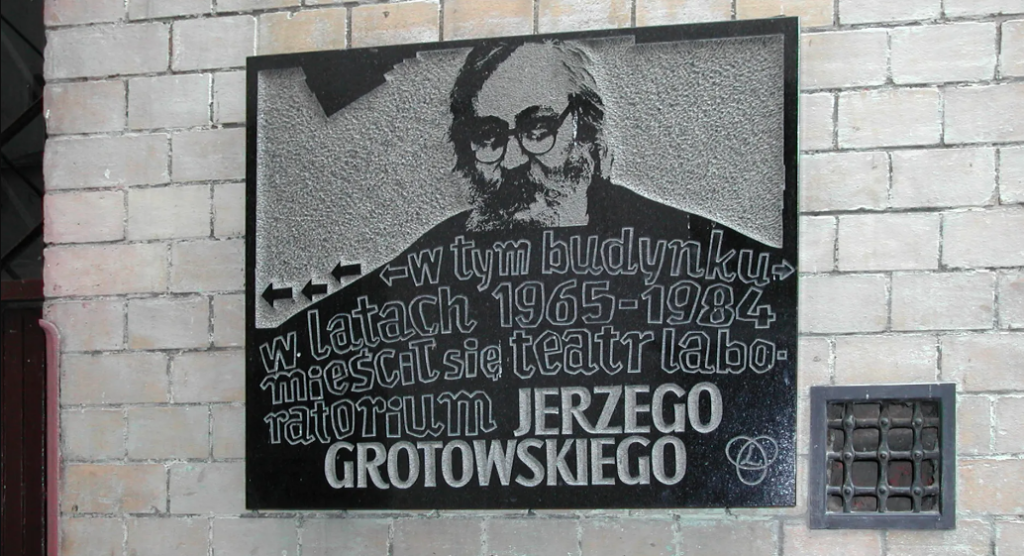 w tym budynku
w latach 1965-1984
mieścił się teatr labo-
ratorium JERZEGO
GROTOWSKIEGO